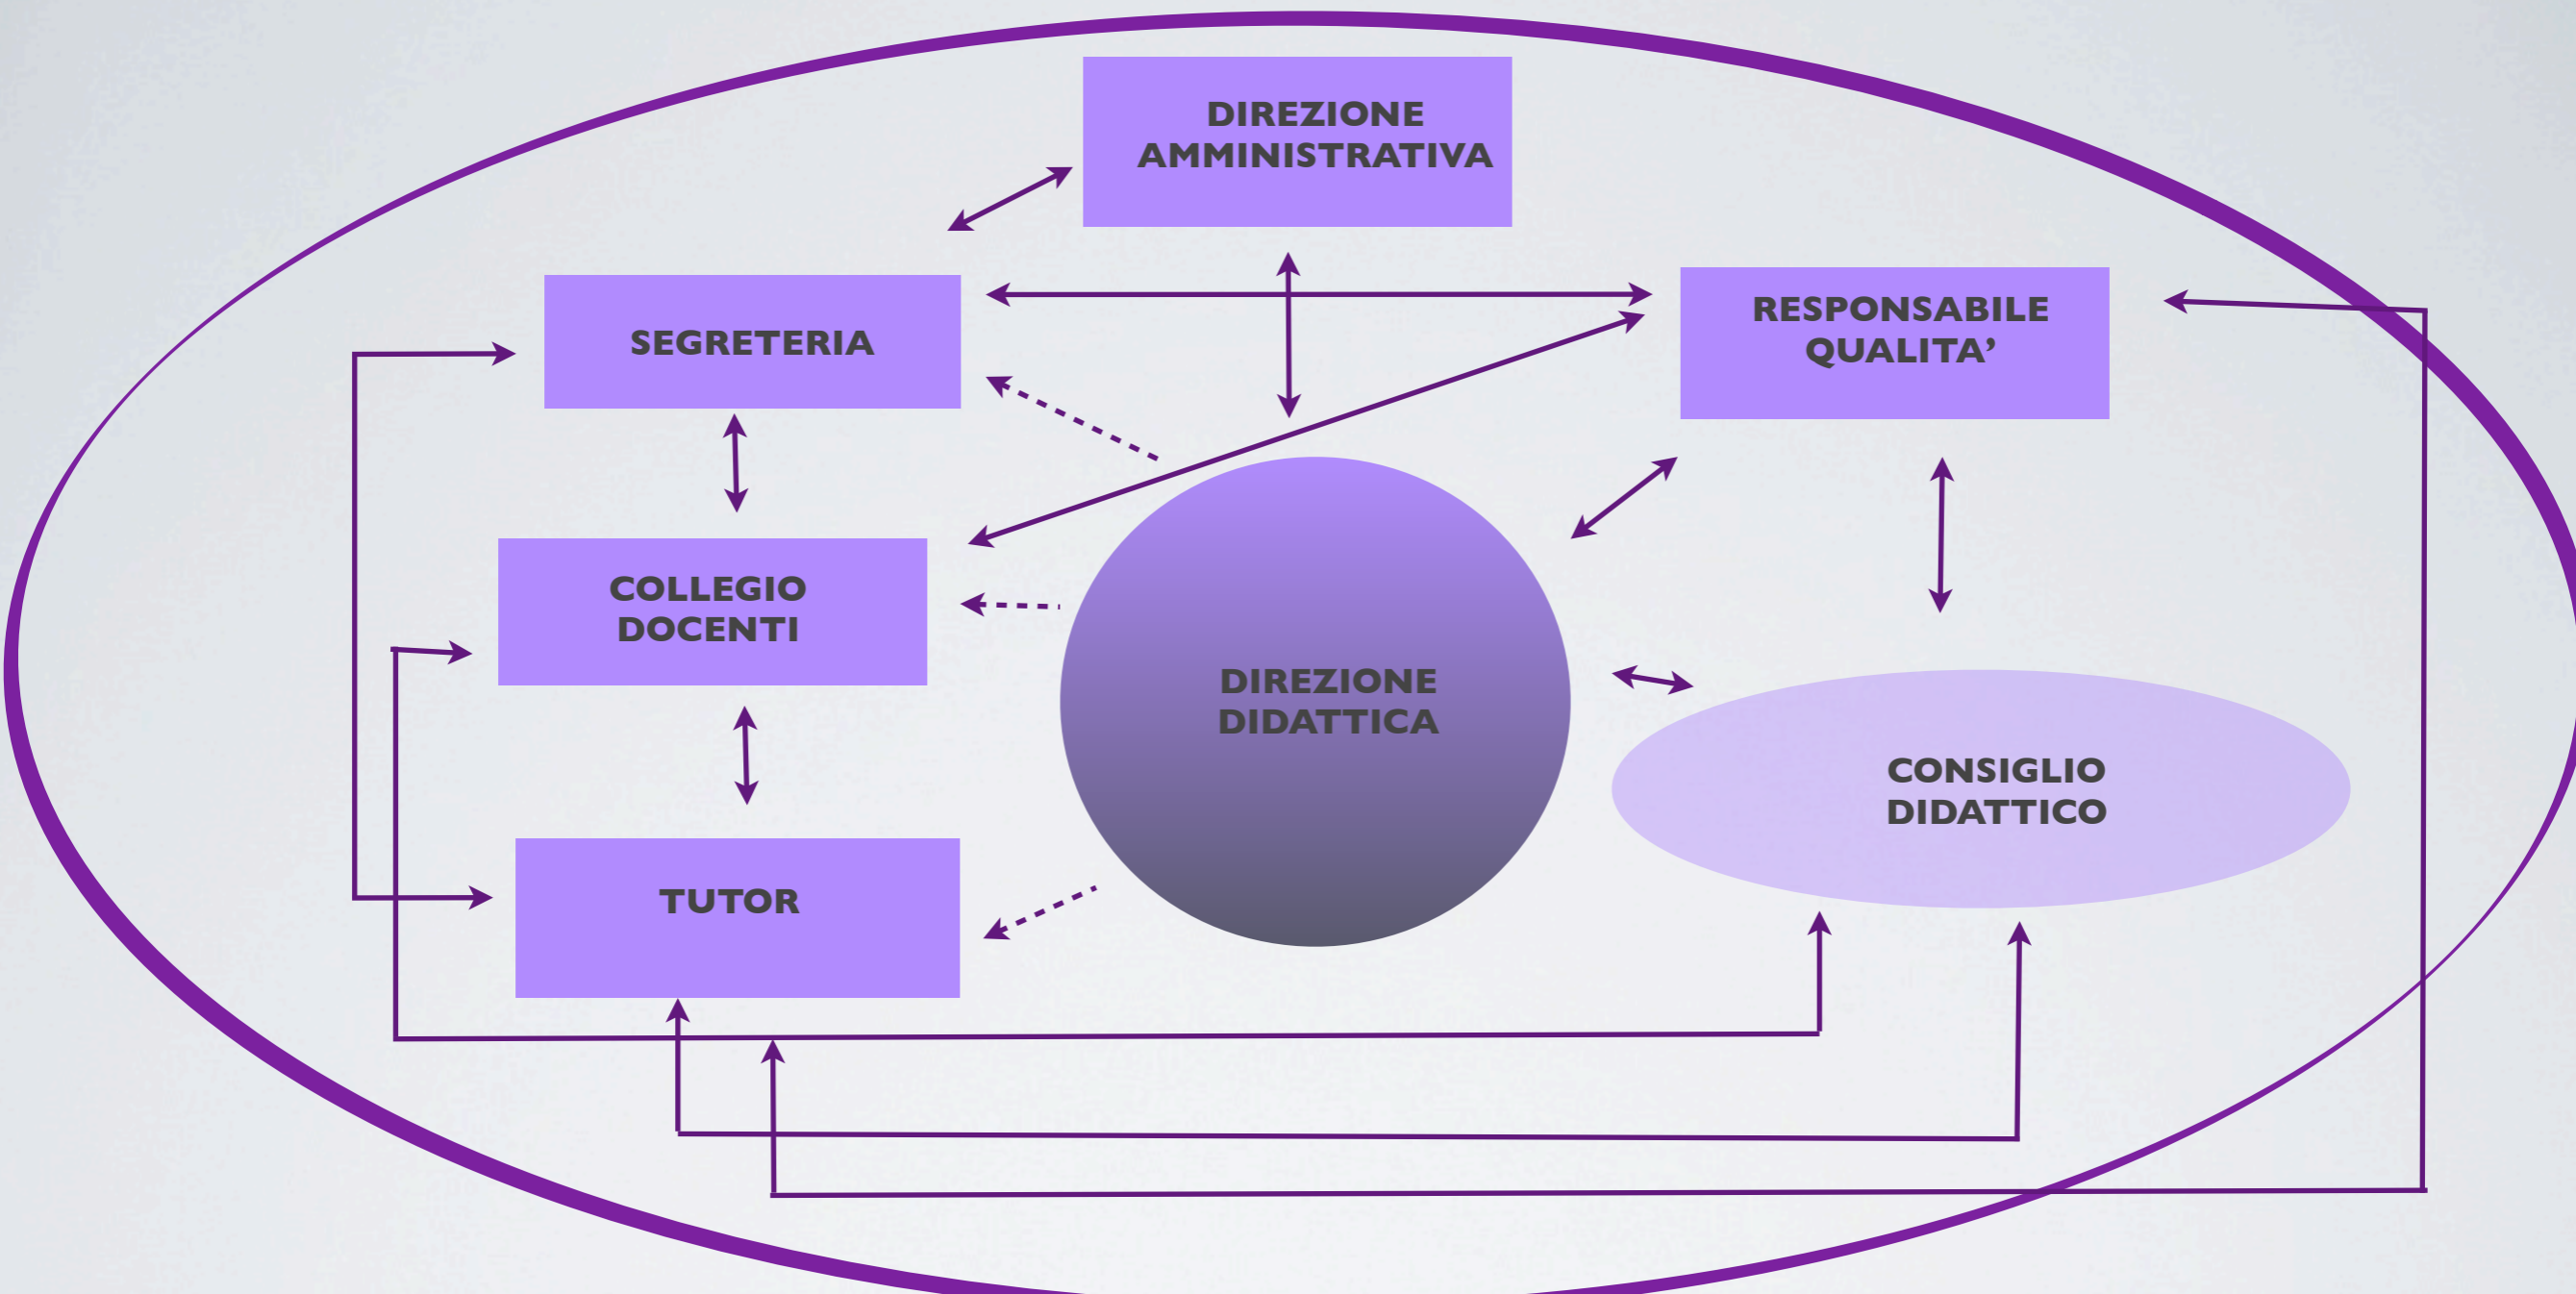 DIREZIONE
AMMINISTRATIVA
SEGRETERIA
RESPONSABILE
QUALITA’
COLLEGIO
DOCENTI
DIREZIONE
DIDATTICA
CONSIGLIO
DIDATTICO
TUTOR